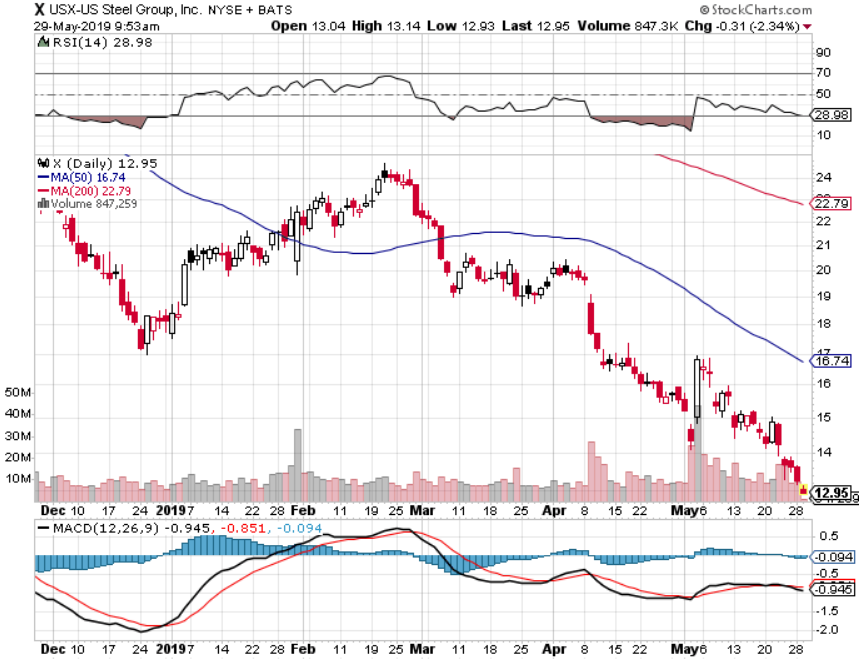 X USX-US Steel Group, Inc. NYSE + BATS © StockCharts.com
29-May-2019 9:53am Open 13.04 High 13.14 Low 12.93 Last 12.95 Volume 847.3K Chg -0.31 (-2.34%)
RSI(14) 28.98
90
70
50
28.98
10
X (Daily) 12.95
MA(50) 16.74
MA(200) 22.79
Volume 847,259
24
22.79
22
21
20
19
18
17
16.74
16
15
14
12.95
50M
40M
30M
20M
10M
Dec 10 17 24 2019 7 14 22 28 Feb 11 19 25 Mar 11 18 25 Apr 8 15 22 May 6 13 20 28
MACD(12,26,9) -0.945, -0.851, -0.094
0.5
-0.094
-0.5
-0.945
-1.5
-2.0
Dec 10 17 24 2019 7 14 22 28 Feb 11 19 25 Mar 11 18 25 Apr 8 15 22 May 6 13 20 28